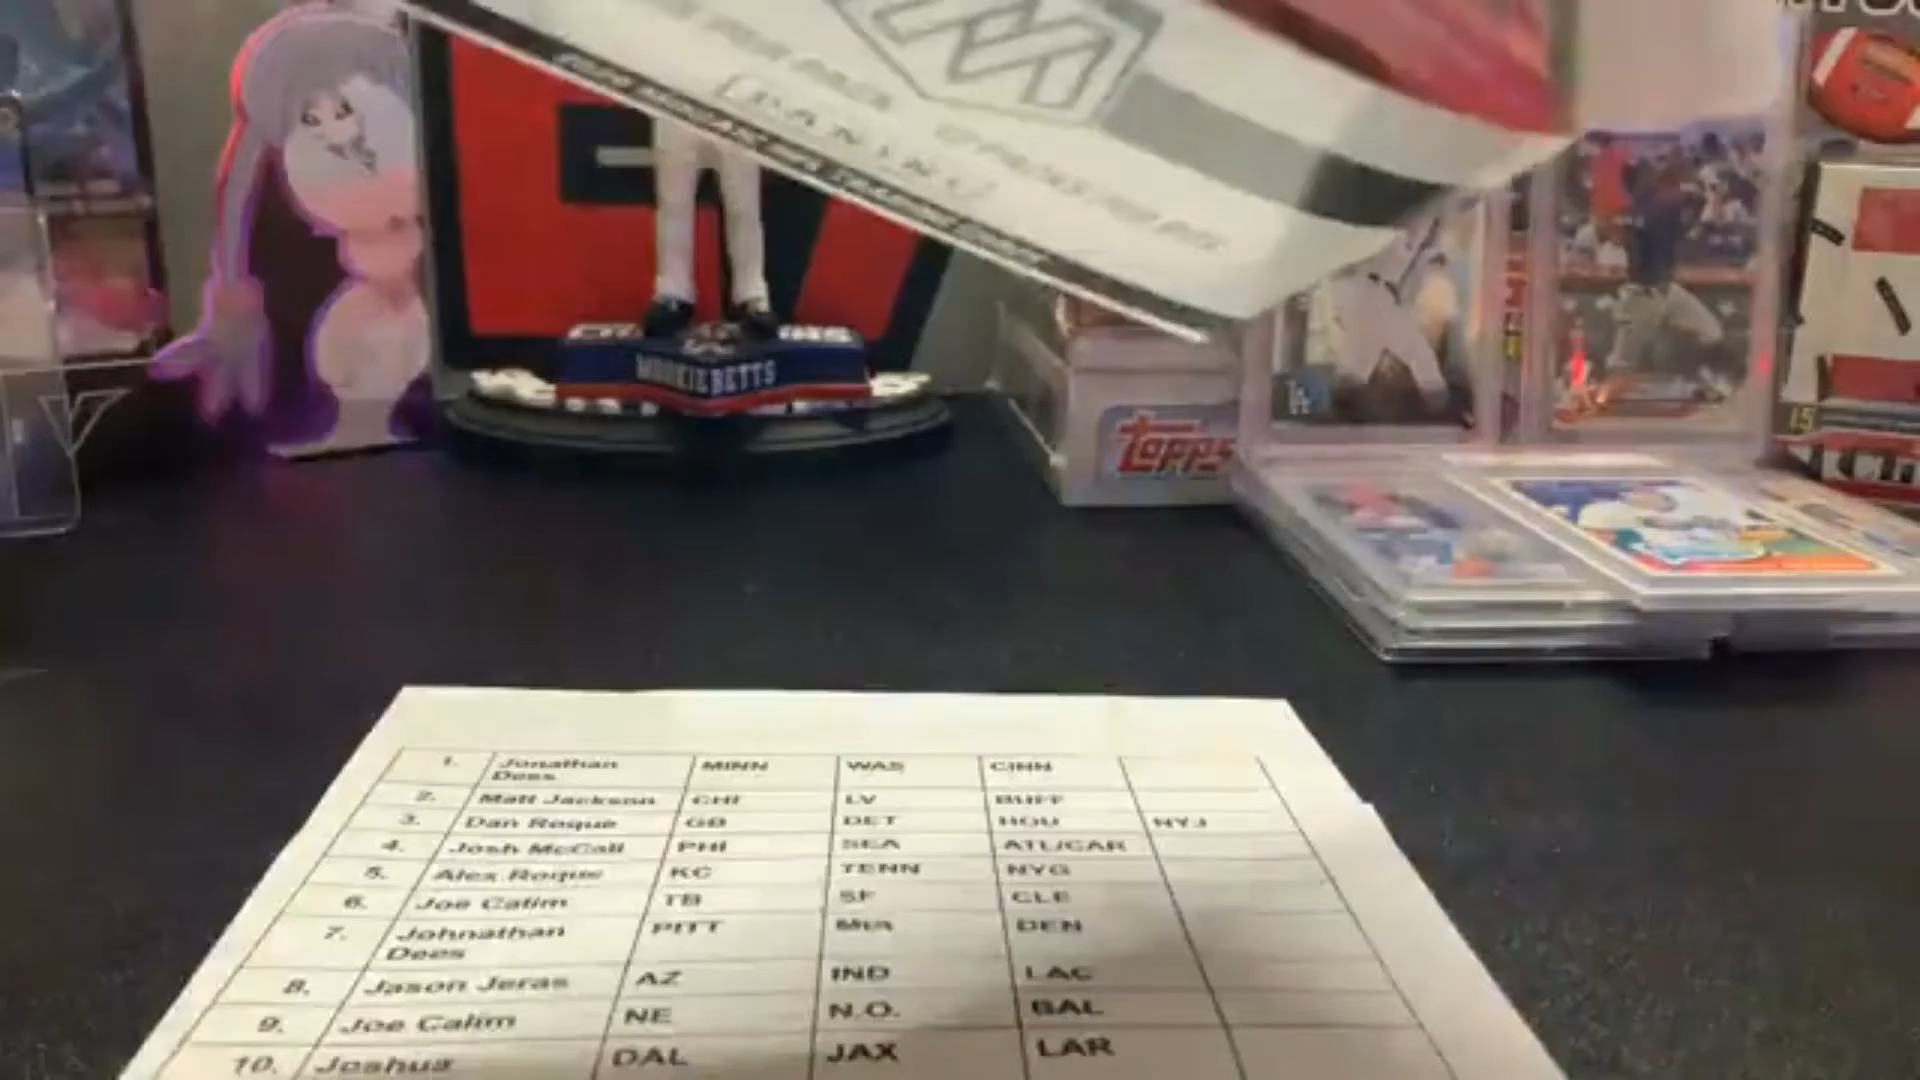 PANINI
MOOKIE BETTS
Topps
15
1. Jonathan Dees MINN WAS CINN
2. Matt Jackson CHI LV BUFF
3. Dan Roque GB DET HOU NYJ
4. Josh McCall PHI SEA ATL/CAR
5. Alex Roque KC TENN NYG
6. Joe Calim TB SF CLE
7. Johnathan Dees PITT MIA DEN
8. Jason Jeras AZ IND LAC
9. Joe Calim NE N.O. BAL
10. Joshua DAL JAX LAR